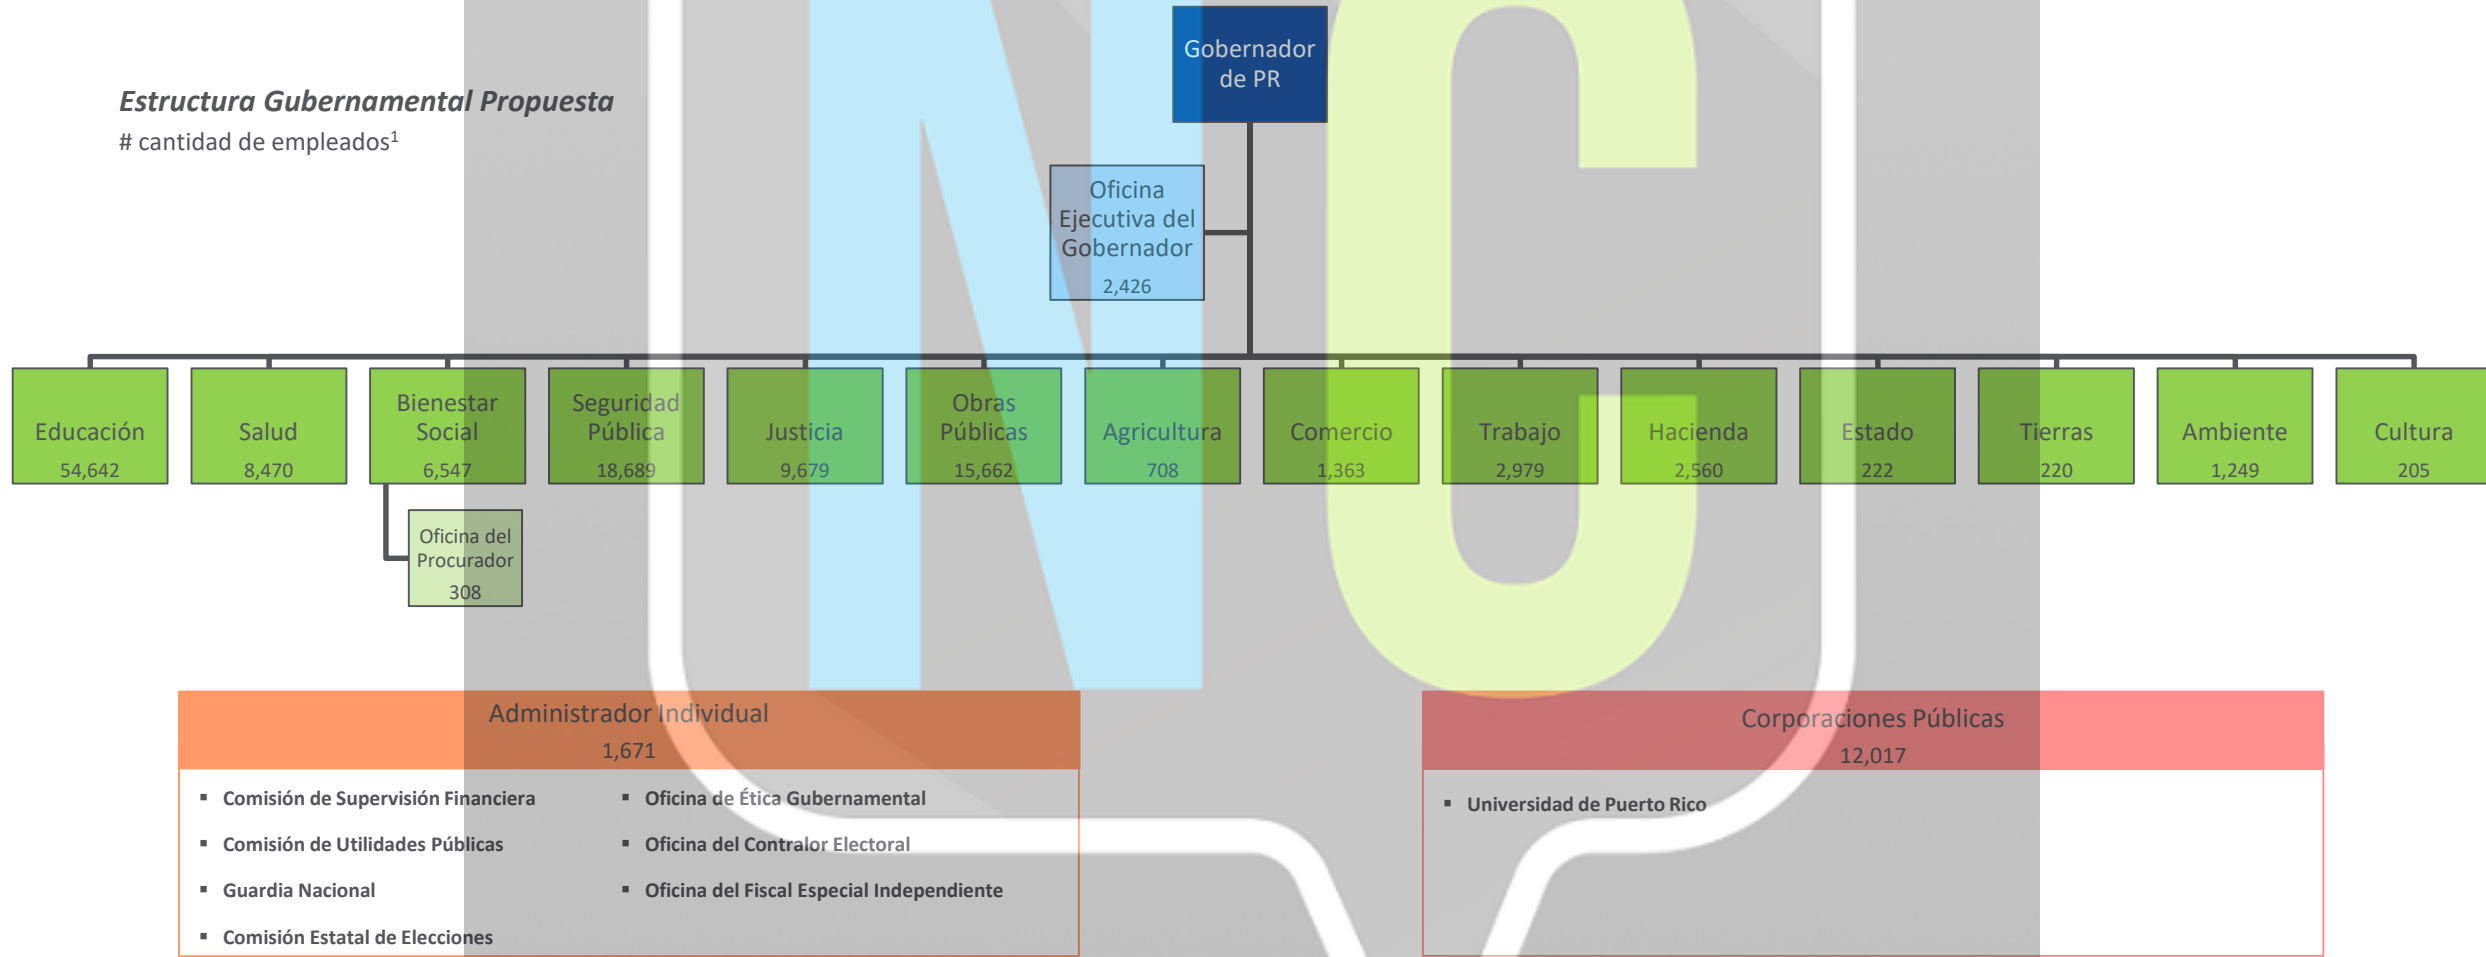 Gobernador
de PR
Estructura Gubernamental Propuesta
# cantidad de empleados¹
Oficina
Ejecutiva del
Gobernador
2,426
Educación
54,642
Salud
8,470
Bienestar
Social
6,547
Seguridad
Pública
18,689
Justicia
9,679
Obras
Públicas
15,662
Agricultura
708
Comercio
1,363
Trabajo
2,979
Hacienda
2,560
Estado
222
Tierras
220
Ambiente
1,249
Cultura
205
Oficina del
Procurador
308
Administrador Individual
1,671
▪ Comisión de Supervisión Financiera
▪ Comisión de Utilidades Públicas
▪ Guardia Nacional
▪ Comisión Estatal de Elecciones
▪ Oficina de Ética Gubernamental
▪ Oficina del Contralor Electoral
▪ Oficina del Fiscal Especial Independiente
Corporaciones Públicas
12,017
▪ Universidad de Puerto Rico
NC